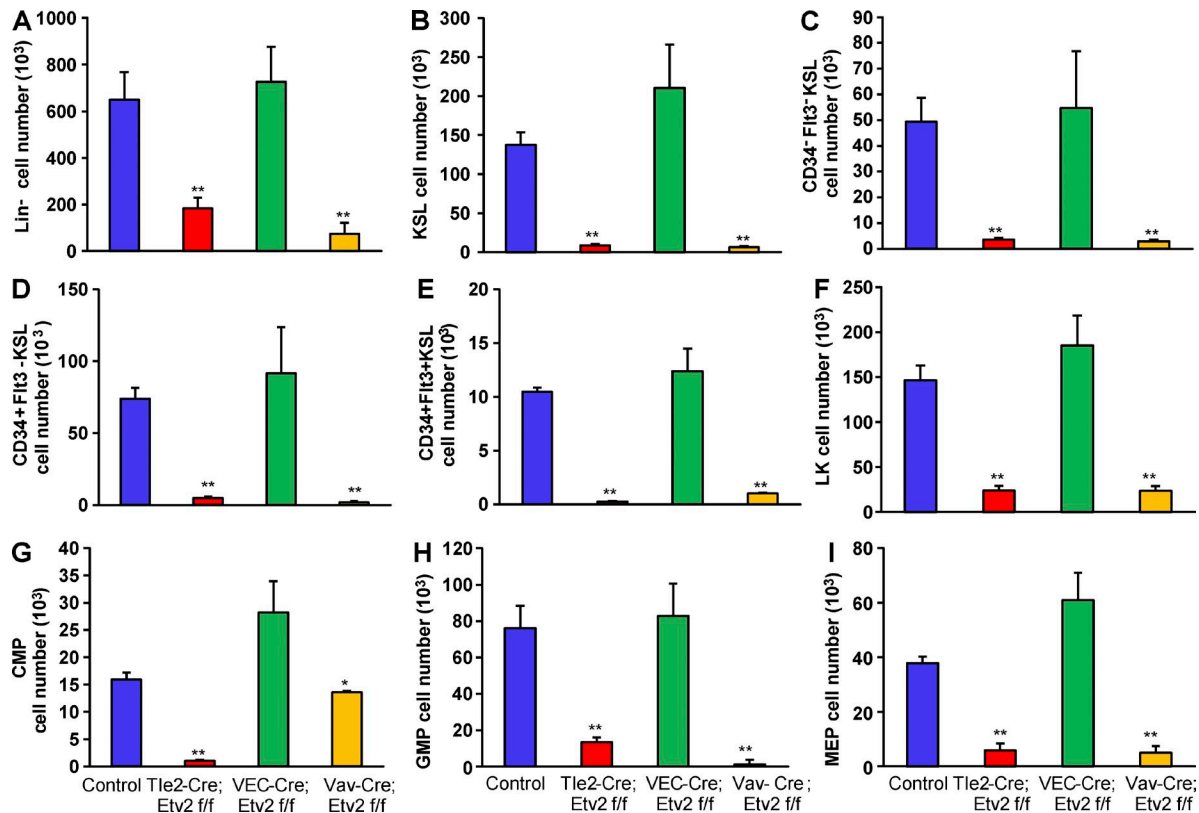 A
Lin- cell number (10³)
1000
800
600
400
200
0
**
**
B
KSL cell number (10³)
300
250
200
150
100
50
0
**
**
C
CD34⁻ Flt3⁻ KSL
cell number (10³)
90
80
70
60
50
40
30
20
10
0
**
**
D
CD34+ Flt3 -KSL
cell number (10³)
150
100
50
0
**
**
E
CD34+Flt3+KSL
cell number (10³)
20
15
10
5
0
**
**
F
LK cell number (10³)
250
200
150
100
50
0
**
**
G
CMP
cell number (10³)
40
35
30
25
20
15
10
5
0
**
*
Control Tle2-Cre; VEC-Cre; Vav-Cre;
Etv2 f/f Etv2 f/f Etv2 f/f
H
GMP cell number (10³)
120
100
80
60
40
20
0
**
**
Control Tle2-Cre; VEC-Cre; Vav- Cre ;
Etv2 f/f Etv2 f/f Etv2 f/f
I
MEP cell number (10³)
80
60
40
20
0
**
**
Control Tle2-Cre; VEC-Cre; Vav-Cre;
Etv2 f/f Etv2 f/f Etv2 f/f